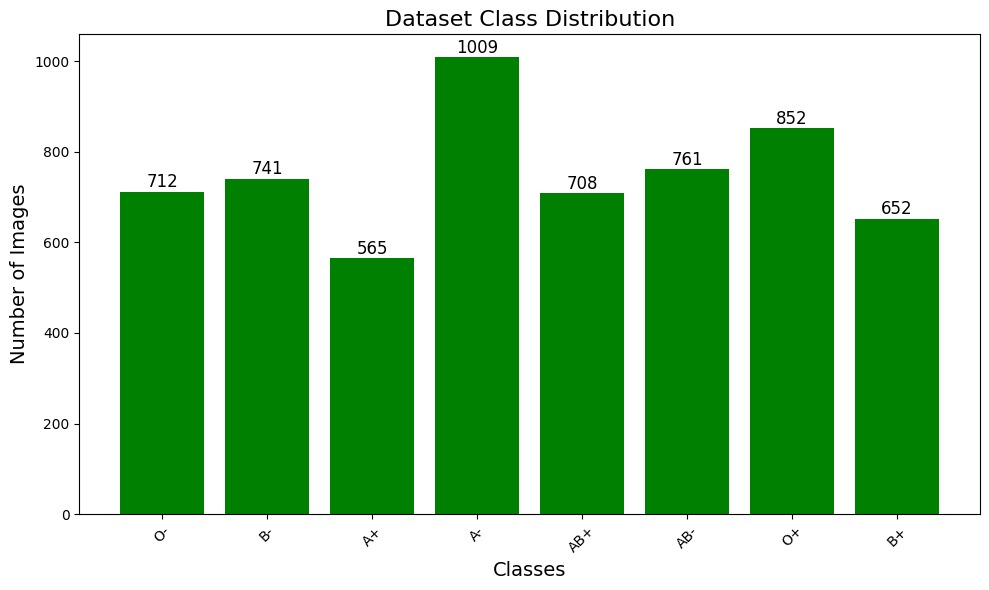 Dataset Class Distribution
Number of Images
1000
800
600
400
200
0
712
741
565
1009
708
761
852
652
O-
B-
A+
A-
AB+
AB-
O+
B+
Classes